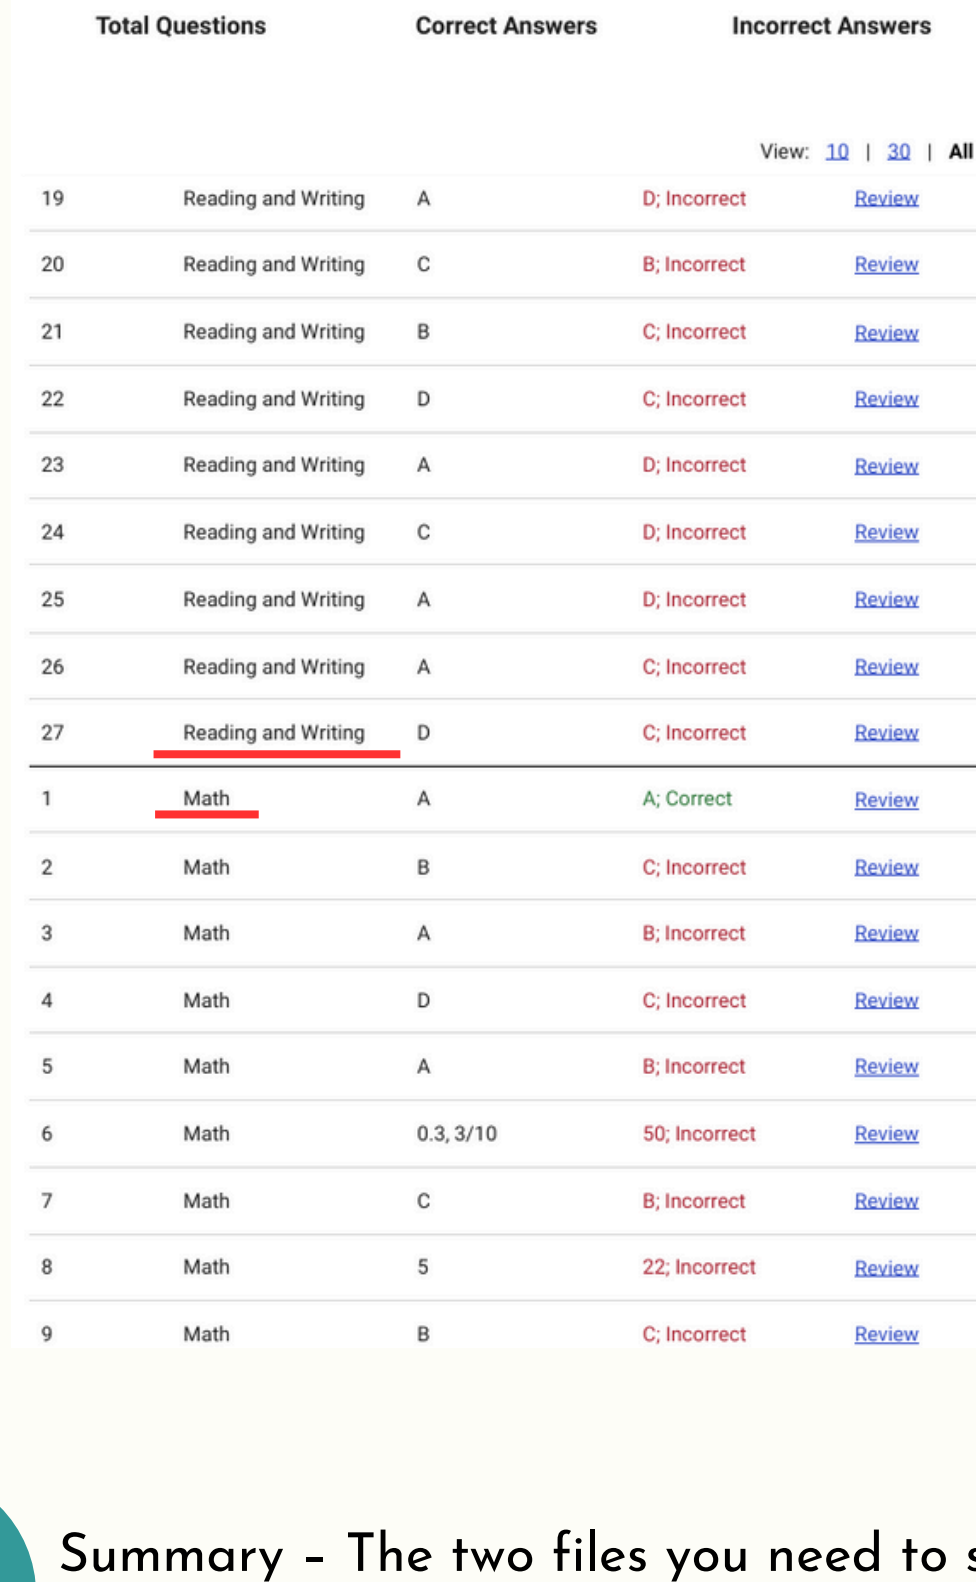 Total Questions Correct Answers Incorrect Answers
View: 10 | 30 | All
19 Reading and Writing A D; Incorrect Review
20 Reading and Writing C B; Incorrect Review
21 Reading and Writing B C; Incorrect Review
22 Reading and Writing D C; Incorrect Review
23 Reading and Writing A D; Incorrect Review
24 Reading and Writing C D; Incorrect Review
25 Reading and Writing A D; Incorrect Review
26 Reading and Writing A C; Incorrect Review
27 Reading and Writing D C; Incorrect Review
1 Math A A; Correct Review
2 Math B C; Incorrect Review
3 Math A B; Incorrect Review
4 Math D C; Incorrect Review
5 Math A B; Incorrect Review
6 Math 0.3, 3/10 50; Incorrect Review
7 Math C B; Incorrect Review
8 Math 5 22; Incorrect Review
9 Math B C; Incorrect Review
Summary – The two files you need to